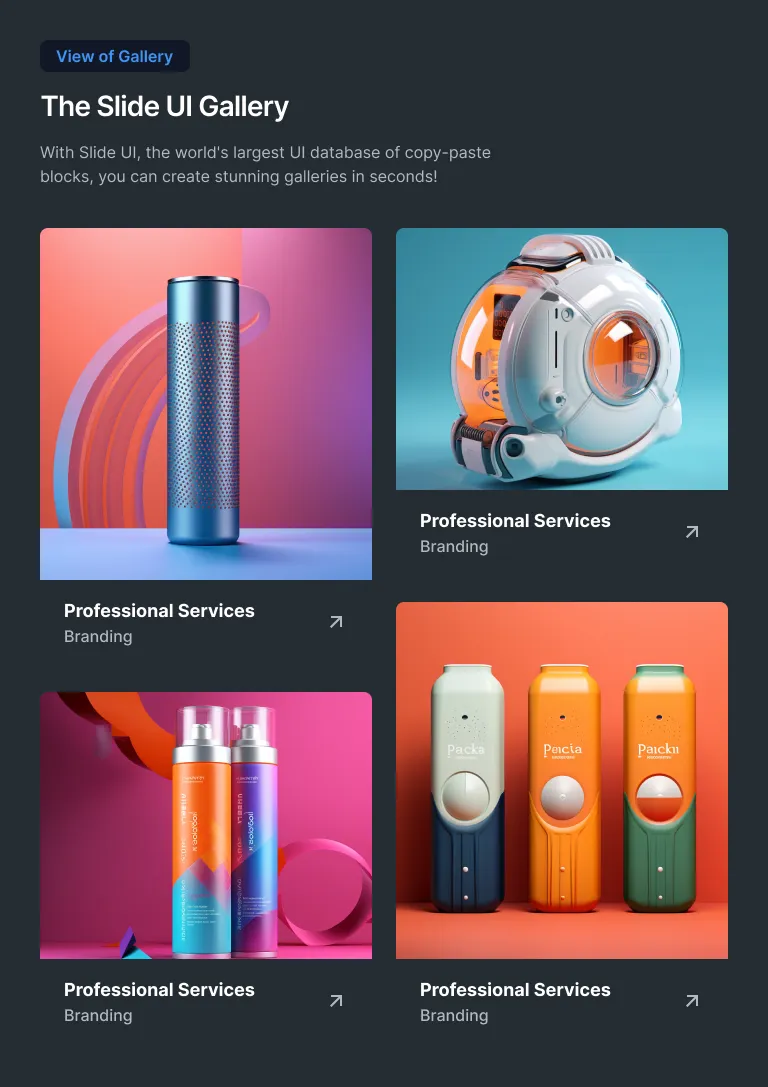 View of Gallery
The Slide UI Gallery
With Slide UI, the world's largest UI database of copy-paste
blocks, you can create stunning galleries in seconds!
Professional Services
Branding
Professional Services
Branding
Packa
Pecia
Paickı
Professional Services
Branding
Professional Services
Branding